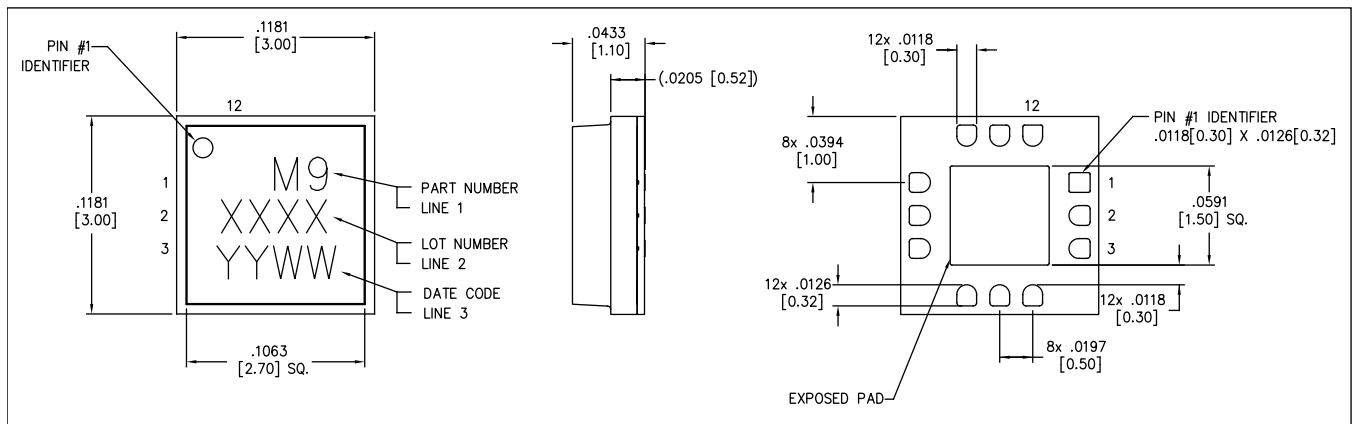 .1181
[3.00]
PIN #1
IDENTIFIER
12
.1181
[3.00]
1
2
3
M9
XXXX
YYWW
PART NUMBER
LINE 1
LOT NUMBER
LINE 2
DATE CODE
LINE 3
.1063
[2.70] SQ.
.0433
[1.10]
(.0205 [0.52])
12x .0118
[0.30]
12
8x .0394
[1.00]
PIN #1 IDENTIFIER
.0118[0.30] X .0126[0.32]
1
2
3
.0591
[1.50] SQ.
12x .0126
[0.32]
12x .0118
[0.30]
8x .0197
[0.50]
EXPOSED PAD